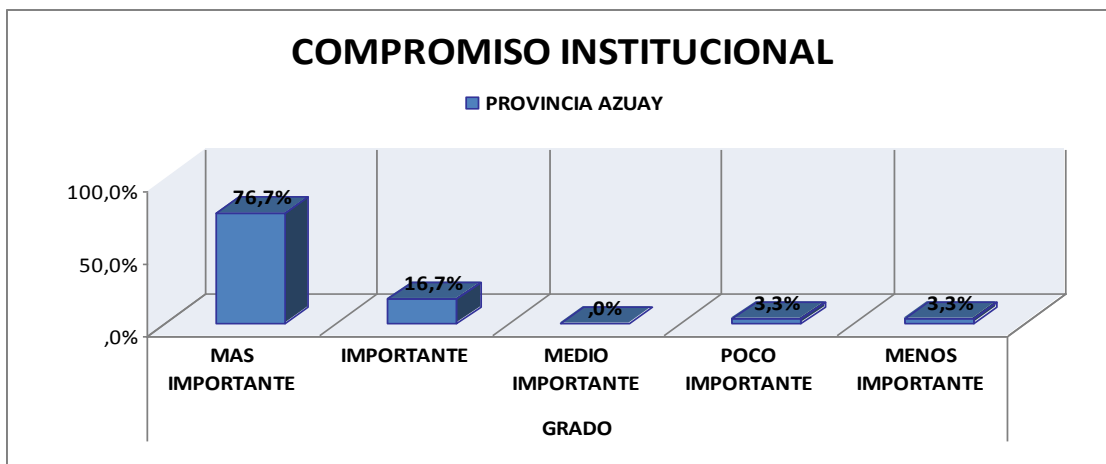 COMPROMISO INSTITUCIONAL
PROVINCIA AZUAY
100,0%
50,0%
,0%
76,7%
16,7%
,0%
3,3%
3,3%
MAS IMPORTANTE
IMPORTANTE
MEDIO IMPORTANTE
POCO IMPORTANTE
MENOS IMPORTANTE
GRADO